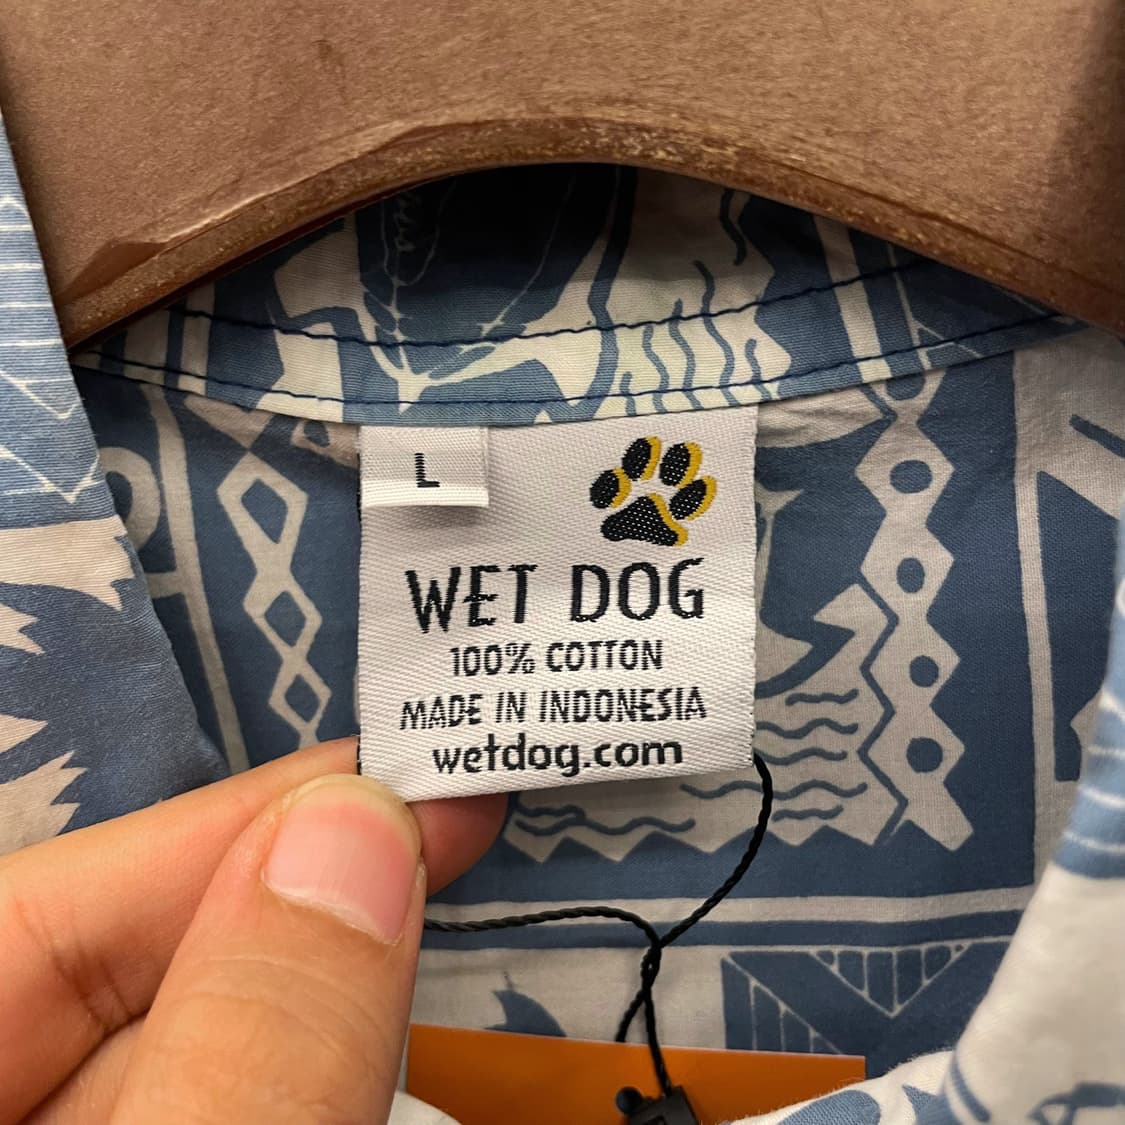 L
WET DOG
100% COTTON
MADE IN INDONESIA
wetdog.com